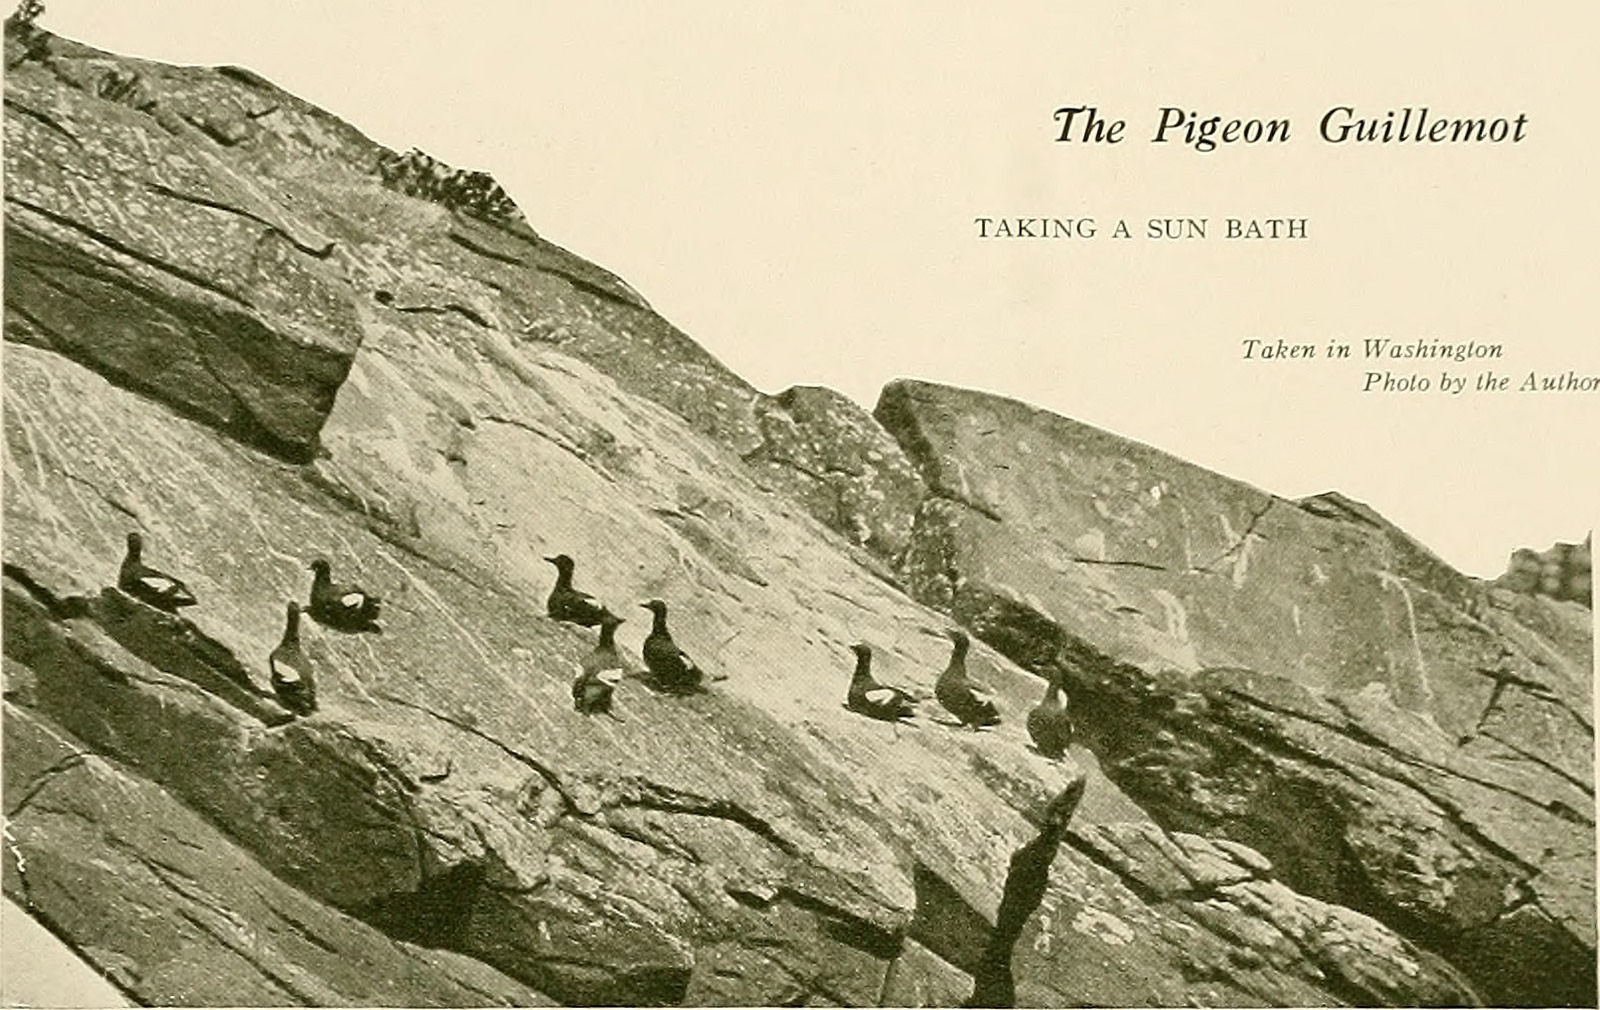 The Pigeon Guillemot
TAKING A SUN BATH
Taken in Washington
Photo by the Author